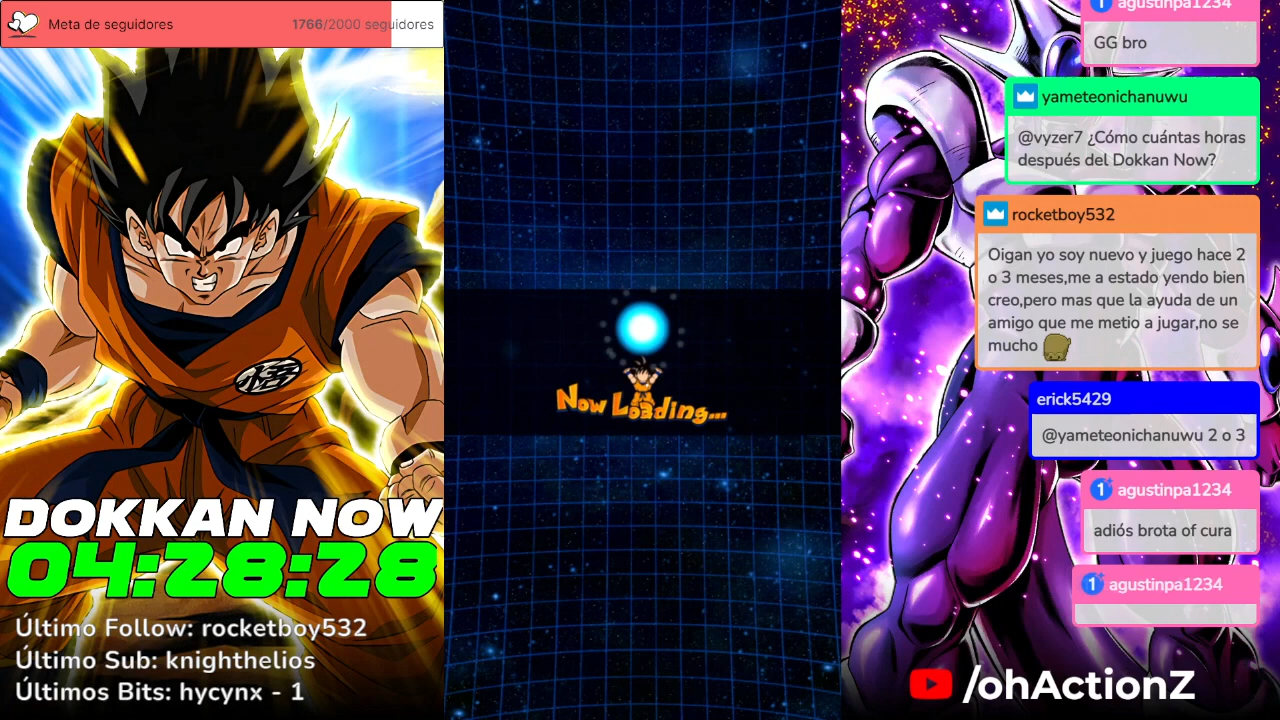 Meta de seguidores 1766/2000 seguidores
DOKKAN NOW
04:28:28
Último Follow: rocketboy532
Último Sub: knighthelios
Últimos Bits: hycynx - 1
Now Loading...
agustinpa1234
GG bro
yameteonichanuwu
@vyzer7 ¿Cómo cuántas horas
después del Dokkan Now?
rocketboy532
Oigan yo soy nuevo y juego hace 2
o 3 meses,me a estado yendo bien
creo,pero mas que la ayuda de un
amigo que me metio a jugar,no se
mucho
erick5429
@yameteonichanuwu 2 o 3
agustinpa1234
adiós brota of cura
agustinpa1234
/ohActionZ